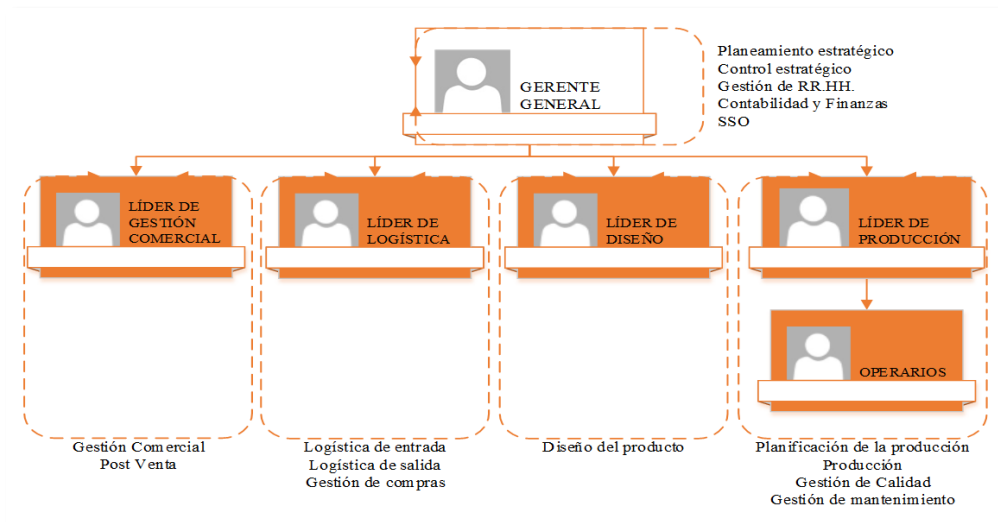 GERENTE
GENERAL
Planeamiento estratégico
Control estratégico
Gestión de RR.HH.
Contabilidad y Finanzas
SSO
LÍDER DE
GESTIÓN
COMERCIAL
LÍDER DE
LOGÍSTICA
LÍDER DE
DISEÑO
LÍDER DE
PRODUCCIÓN
OPERARIOS
Gestión Comercial
Post Venta
Logística de entrada
Logística de salida
Gestión de compras
Diseño del producto
Planificación de la producción
Producción
Gestión de Calidad
Gestión de mantenimiento